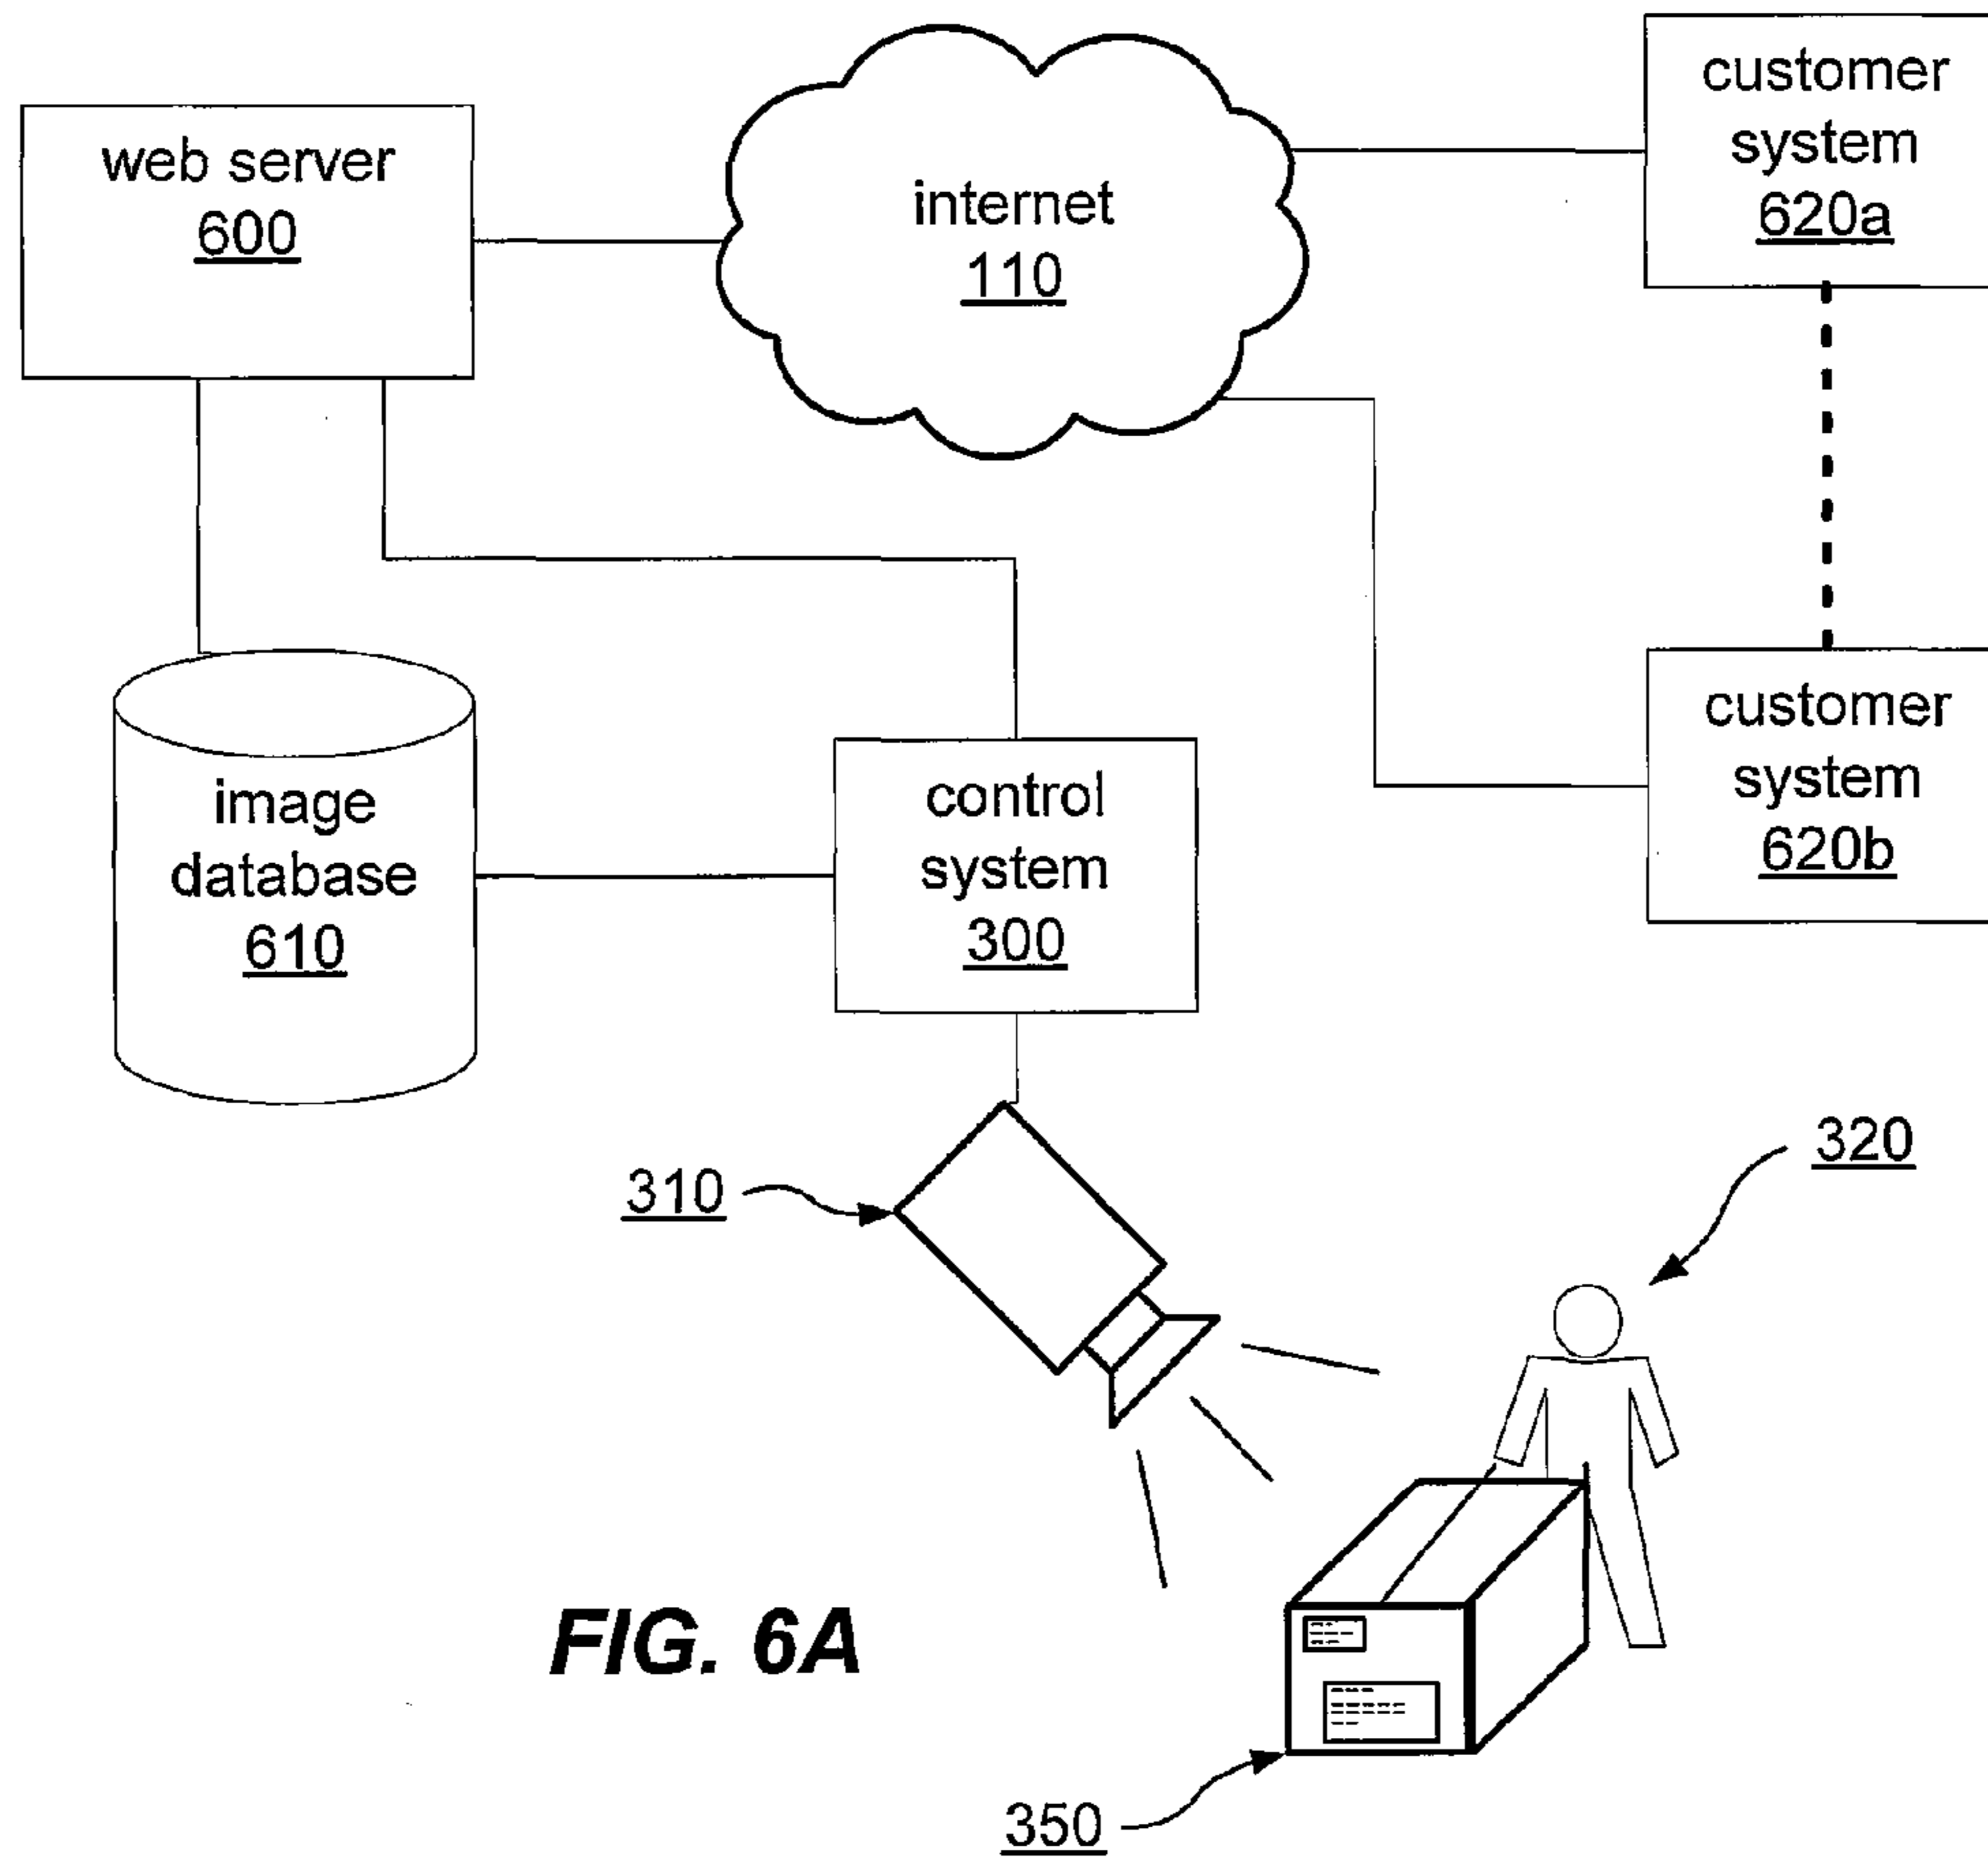 customer
system
620a
web server
600
internet
110
customer
system
620b
image
database
610
control
system
300
310
320
FIG. 6A
350